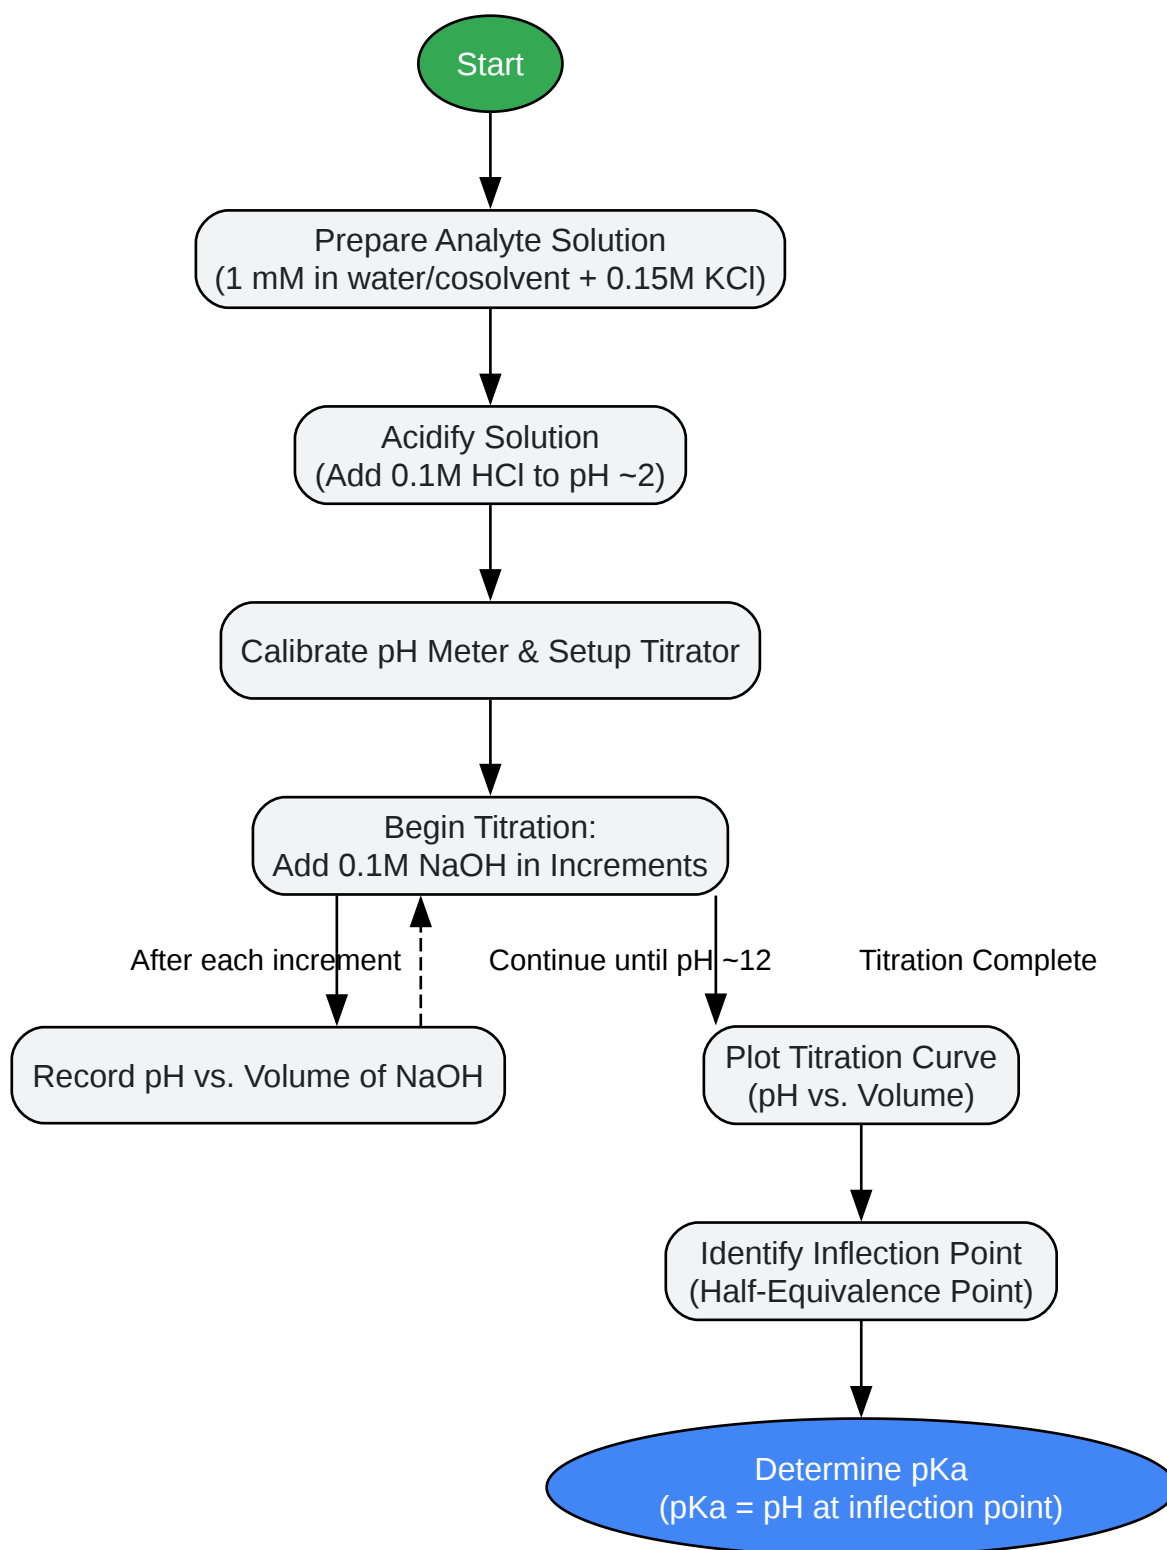 Start
Prepare Analyte Solution
(1 mM in water/cosolvent + 0.15M KCl)
Acidify Solution
(Add 0.1M HCl to pH ~2)
Calibrate pH Meter & Setup Titrator
Begin Titration:
Add 0.1M NaOH in Increments
After each increment
Continue until pH ~12
Titration Complete
Record pH vs. Volume of NaOH
Plot Titration Curve
(pH vs. Volume)
Identify Inflection Point
(Half-Equivalence Point)
Determine pKa
(pKa = pH at inflection point)